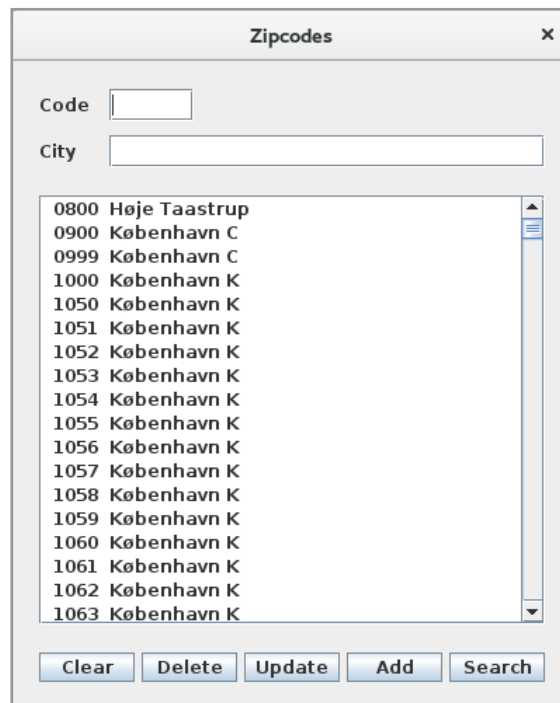 Zipcodes
Code
City
0800 Høje Taastrup
0900 København C
0999 København C
1000 København K
1050 København K
1051 København K
1052 København K
1053 København K
1054 København K
1055 København K
1056 København K
1057 København K
1058 København K
1059 København K
1060 København K
1061 København K
1062 København K
1063 København K
Clear Delete Update Add Search